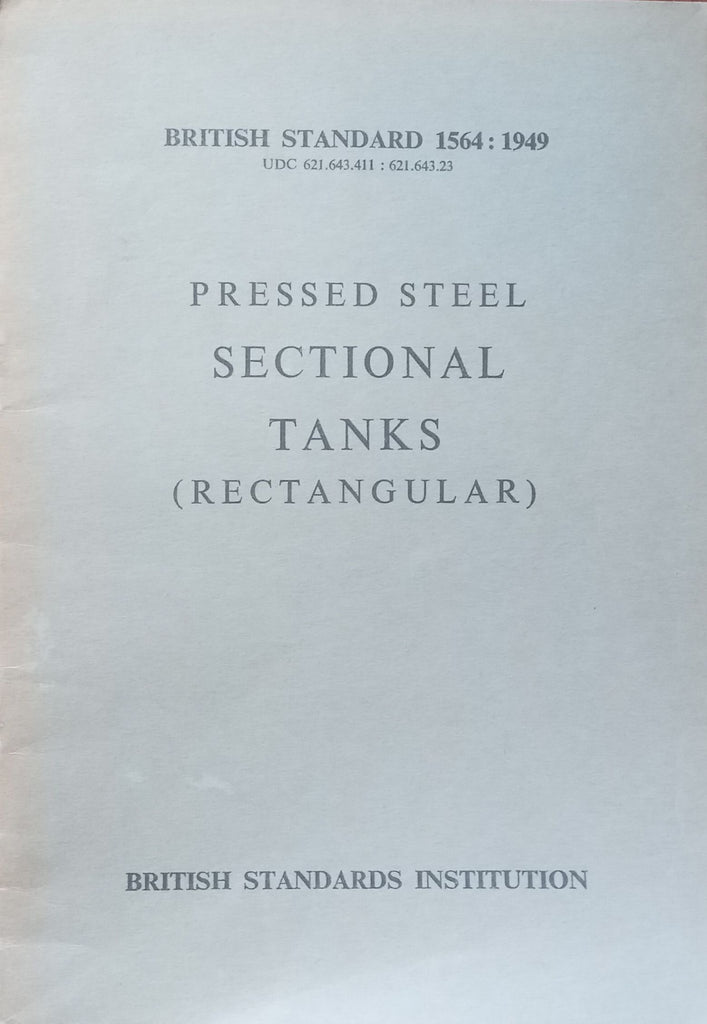 BRITISH STANDARD 1564 : 1949
UDC 621.643.411 : 621.643.23
PRESSED STEEL
SECTIONAL
TANKS
(RECTANGULAR)
BRITISH STANDARDS INSTITUTION